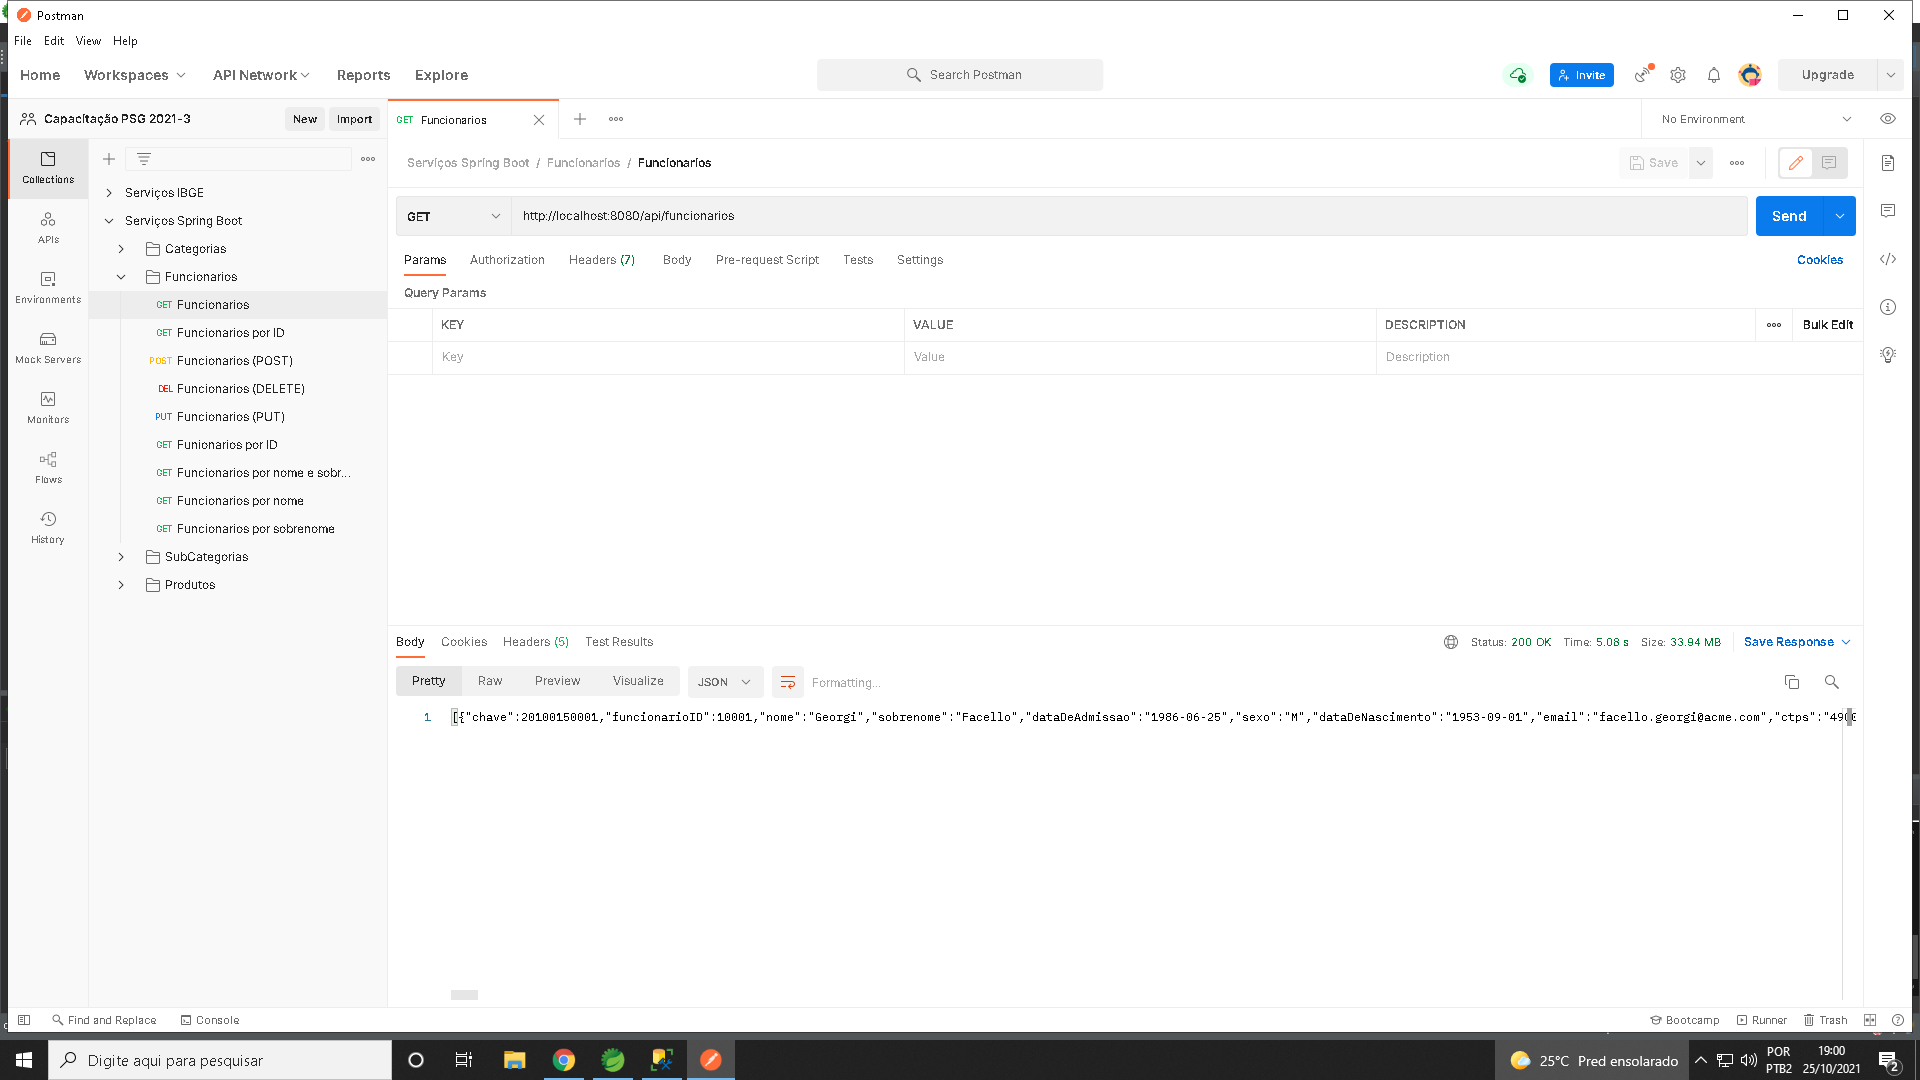 Postman
File Edit View Help
Home Workspaces API Network Reports Explore Search Postman Invite Upgrade
Capacitação PSG 2021-3 New Import GET Funcionarios No Environment
Collections
APIs
Environments
Mock Servers
Monitors
Flows
History
Serviços IBGE
Serviços Spring Boot
Categorias
Funcionarios
GET Funcionarios
GET Funcionarios por ID
POST Funcionarios (POST)
DEL Funcionarios (DELETE)
PUT Funcionarios (PUT)
GET Funionarios por ID
GET Funcionarios por nome e sobr...
GET Funcionarios por nome
GET Funcionarios por sobrenome
SubCategorias
Produtos
Serviços Spring Boot / Funcionarios / Funcionarios Save
GET http://localhost:8080/api/funcionarios Send
Params Authorization Headers (7) Body Pre-request Script Tests Settings Cookies
Query Params
KEY VALUE DESCRIPTION Bulk Edit
Key Value Description
Body Cookies Headers (5) Test Results Status: 200 OK Time: 5.08 s Size: 33.94 MB Save Response
Pretty Raw Preview Visualize JSON Formatting...
1 [{"chave":20100150001,"funcionarioID":10001,"nome":"Georgi","sobrenome":"Facello","dataDeAdmissao":"1986-06-25","sexo":"M","dataDeNascimento":"1953-09-01","email":"facello.georgi@acme.com","ctps":"490
Find and Replace Console Bootcamp Runner Trash
Digite aqui para pesquisar 25°C Pred ensolarado POR 19:00
PTB2 25/10/2021 2